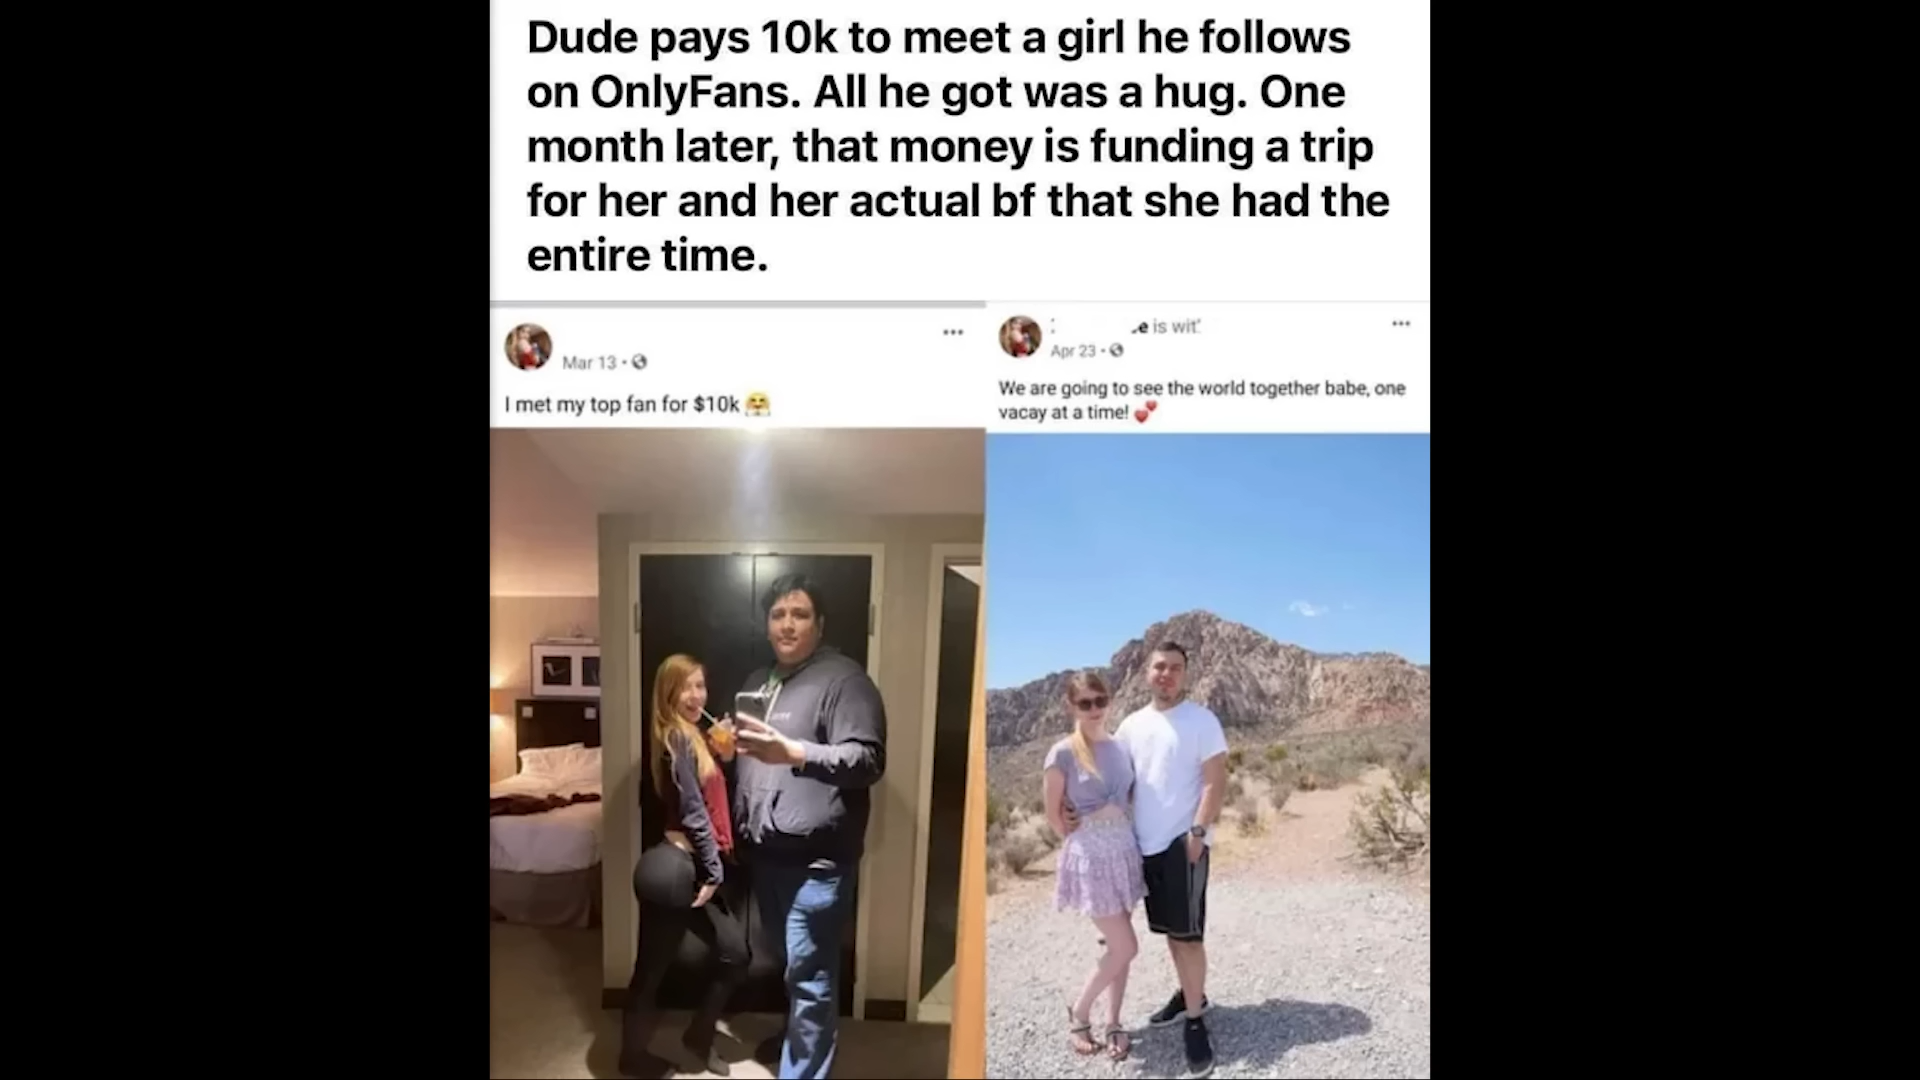 Dude pays 10k to meet a girl he follows
on OnlyFans. All he got was a hug. One
month later, that money is funding a trip
for her and her actual bf that she had the
entire time.
Mar 13 ·
I met my top fan for $10k 😤
e is wit
Apr 23 ·
We are going to see the world together babe, one
vacay at a time! 💕